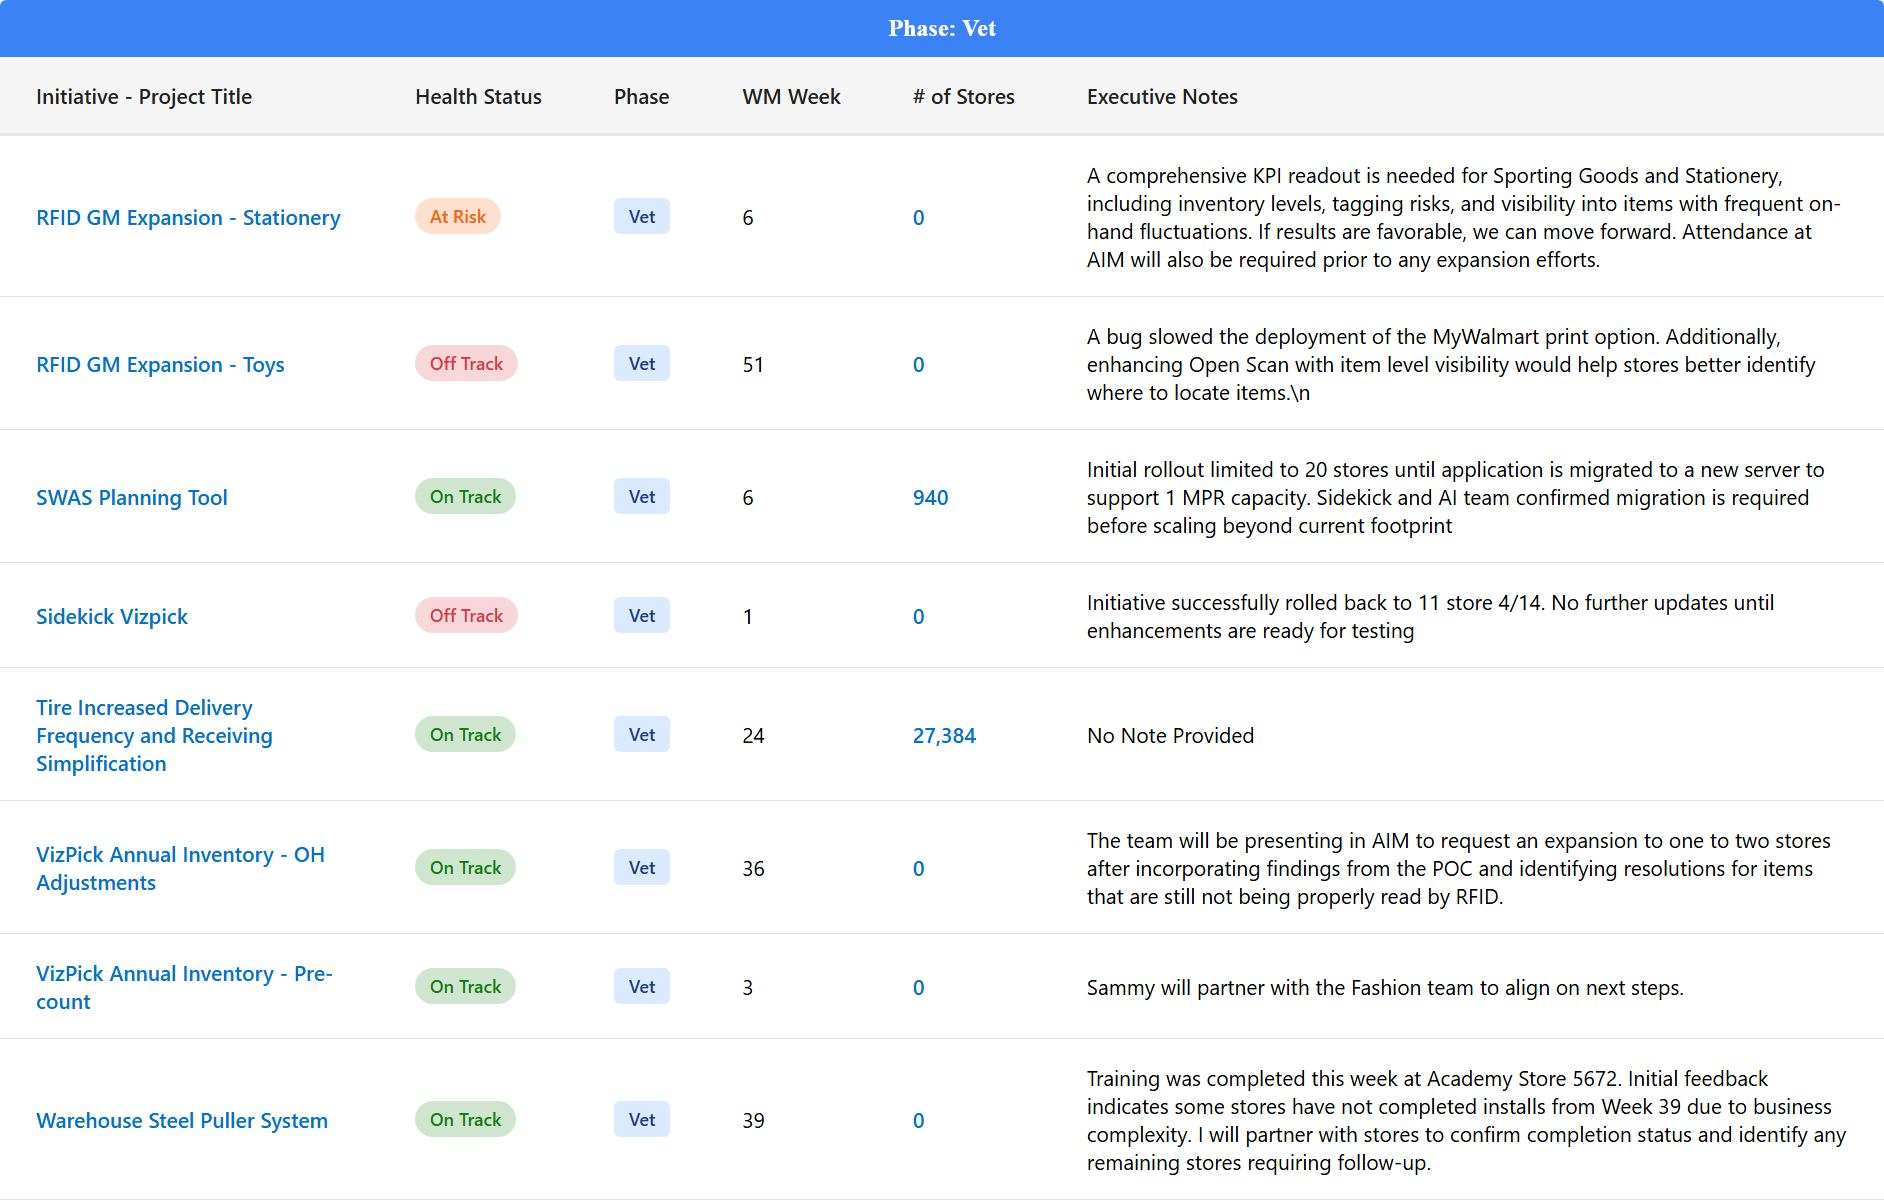 Phase: Vet
Initiative - Project Title
Health Status
Phase
WM Week
# of Stores
Executive Notes
RFID GM Expansion - Stationery
At Risk
Vet
6
0
A comprehensive KPI readout is needed for Sporting Goods and Stationery,
including inventory levels, tagging risks, and visibility into items with frequent on-
hand fluctuations. If results are favorable, we can move forward. Attendance at
AIM will also be required prior to any expansion efforts.
RFID GM Expansion - Toys
Off Track
Vet
51
0
A bug slowed the deployment of the MyWalmart print option. Additionally,
enhancing Open Scan with item level visibility would help stores better identify
where to locate items.\n
SWAS Planning Tool
On Track
Vet
6
940
Initial rollout limited to 20 stores until application is migrated to a new server to
support 1 MPR capacity. Sidekick and AI team confirmed migration is required
before scaling beyond current footprint
Sidekick Vizpick
Off Track
Vet
1
0
Initiative successfully rolled back to 11 store 4/14. No further updates until
enhancements are ready for testing
Tire Increased Delivery
Frequency and Receiving
Simplification
On Track
Vet
24
27,384
No Note Provided
VizPick Annual Inventory - OH
Adjustments
On Track
Vet
36
0
The team will be presenting in AIM to request an expansion to one to two stores
after incorporating findings from the POC and identifying resolutions for items
that are still not being properly read by RFID.
VizPick Annual Inventory - Pre-
count
On Track
Vet
3
0
Sammy will partner with the Fashion team to align on next steps.
Warehouse Steel Puller System
On Track
Vet
39
0
Training was completed this week at Academy Store 5672. Initial feedback
indicates some stores have not completed installs from Week 39 due to business
complexity. I will partner with stores to confirm completion status and identify any
remaining stores requiring follow-up.